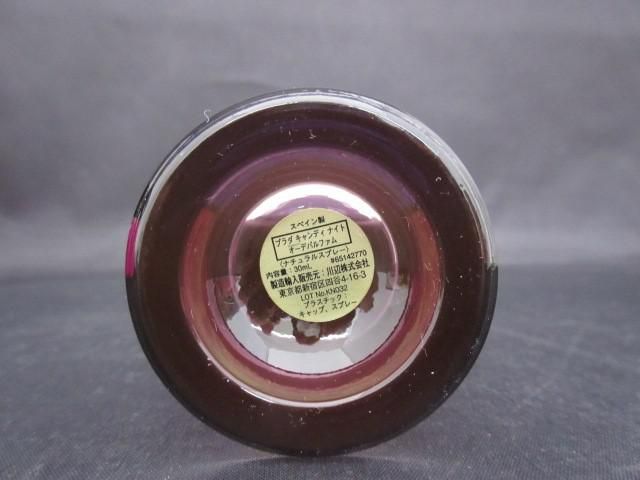 スペイン製
プラダ キャンディ ナイト
オーデパルファム
(ナチュラルスプレー)
内容量:30mL #65142770
製造輸入販売元:川辺株式会社
東京都新宿区四谷4-16-3
LOT No.KN032
プラスチック:
キャップ、スプレー